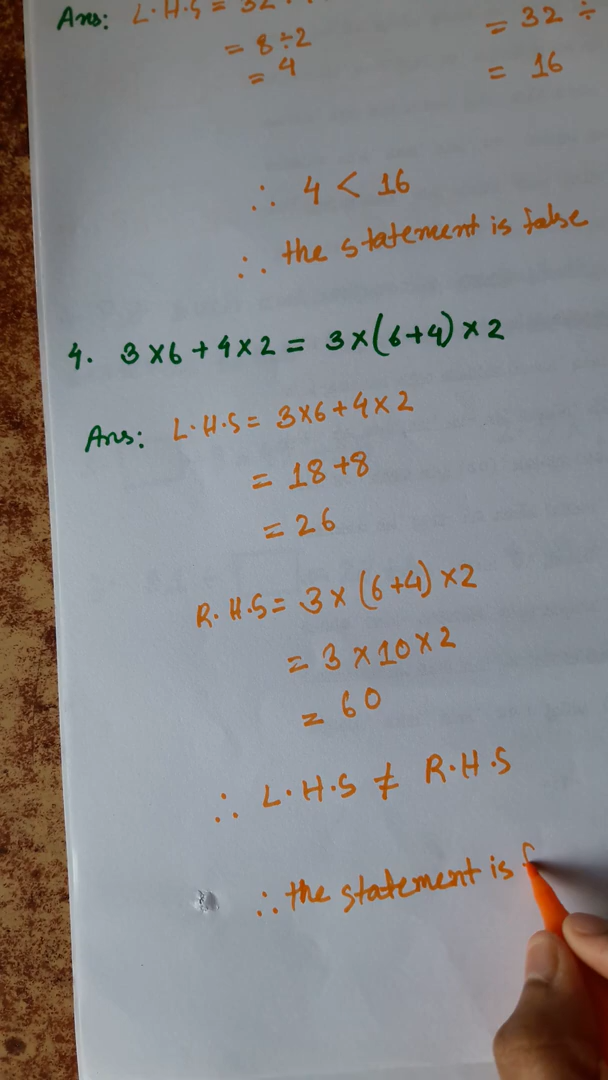 Ans: L.H.S = 32 ÷
= 8÷2
= 4
= 32 ÷
= 16
∴ 4 < 16
∴ the statement is false
4. 3×6+4×2 = 3×(6+4)×2
Ans: L.H.S = 3×6+4×2
= 18+8
= 26
R.H.S = 3×(6+4)×2
= 3×10×2
= 60
∴ L.H.S ≠ R.H.S
∴ the statement is f